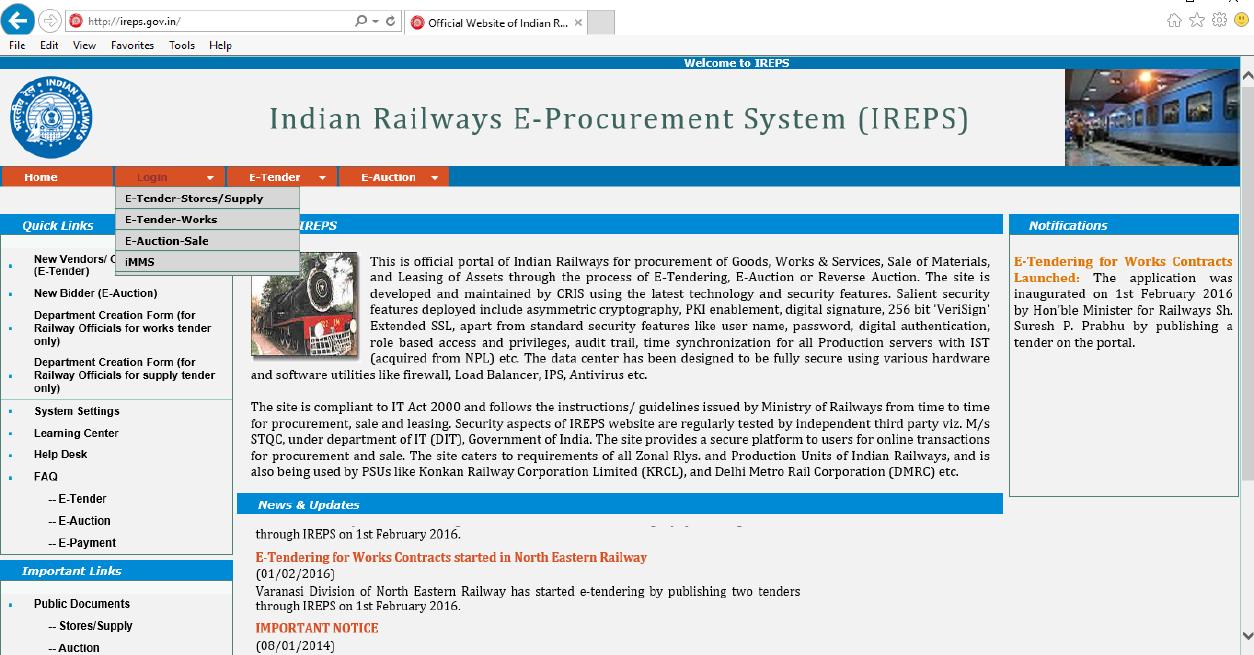 http://ireps.gov.in/
Official Website of Indian R...
File Edit View Favorites Tools Help
Welcome to IREPS
Indian Railways E-Procurement System (IREPS)
Home Login E-Tender E-Auction
E-Tender-Stores/Supply
E-Tender-Works
E-Auction-Sale
iMMS
Quick Links
New Vendors/ C
(E-Tender)
New Bidder (E-Auction)
Department Creation Form (for
Railway Officials for works tender
only)
Department Creation Form (for
Railway Officials for supply tender
only)
System Settings
Learning Center
Help Desk
FAQ
-- E-Tender
-- E-Auction
-- E-Payment
Important Links
Public Documents
-- Stores/Supply
-- Auction
IREPS
This is official portal of Indian Railways for procurement of Goods, Works & Services, Sale of Materials,
and Leasing of Assets through the process of E-Tendering, E-Auction or Reverse Auction. The site is
developed and maintained by CRIS using the latest technology and security features. Salient security
features deployed include asymmetric cryptography, PKI enablement, digital signature, 256 bit 'VeriSign'
Extended SSL, apart from standard security features like user name, password, digital authentication,
role based access and privileges, audit trail, time synchronization for all Production servers with IST
(acquired from NPL) etc. The data center has been designed to be fully secure using various hardware
and software utilities like firewall, Load Balancer, IPS, Antivirus etc.
The site is compliant to IT Act 2000 and follows the instructions/ guidelines issued by Ministry of Railways from time to time
for procurement, sale and leasing. Security aspects of IREPS website are regularly tested by independent third party viz. M/s
STQC, under department of IT (DIT), Government of India. The site provides a secure platform to users for online transactions
for procurement and sale. The site caters to requirements of all Zonal Rlys. and Production Units of Indian Railways, and is
also being used by PSUs like Konkan Railway Corporation Limited (KRCL), and Delhi Metro Rail Corporation (DMRC) etc.
News & Updates
through IREPS on 1st February 2016.
E-Tendering for Works Contracts started in North Eastern Railway
(01/02/2016)
Varanasi Division of North Eastern Railway has started e-tendering by publishing two tenders
through IREPS on 1st February 2016.
IMPORTANT NOTICE
(08/01/2014)
Notifications
E-Tendering for Works Contracts
Launched: The application was
inaugurated on 1st February 2016
by Hon'ble Minister for Railways Sh.
Suresh P. Prabhu by publishing a
tender on the portal.